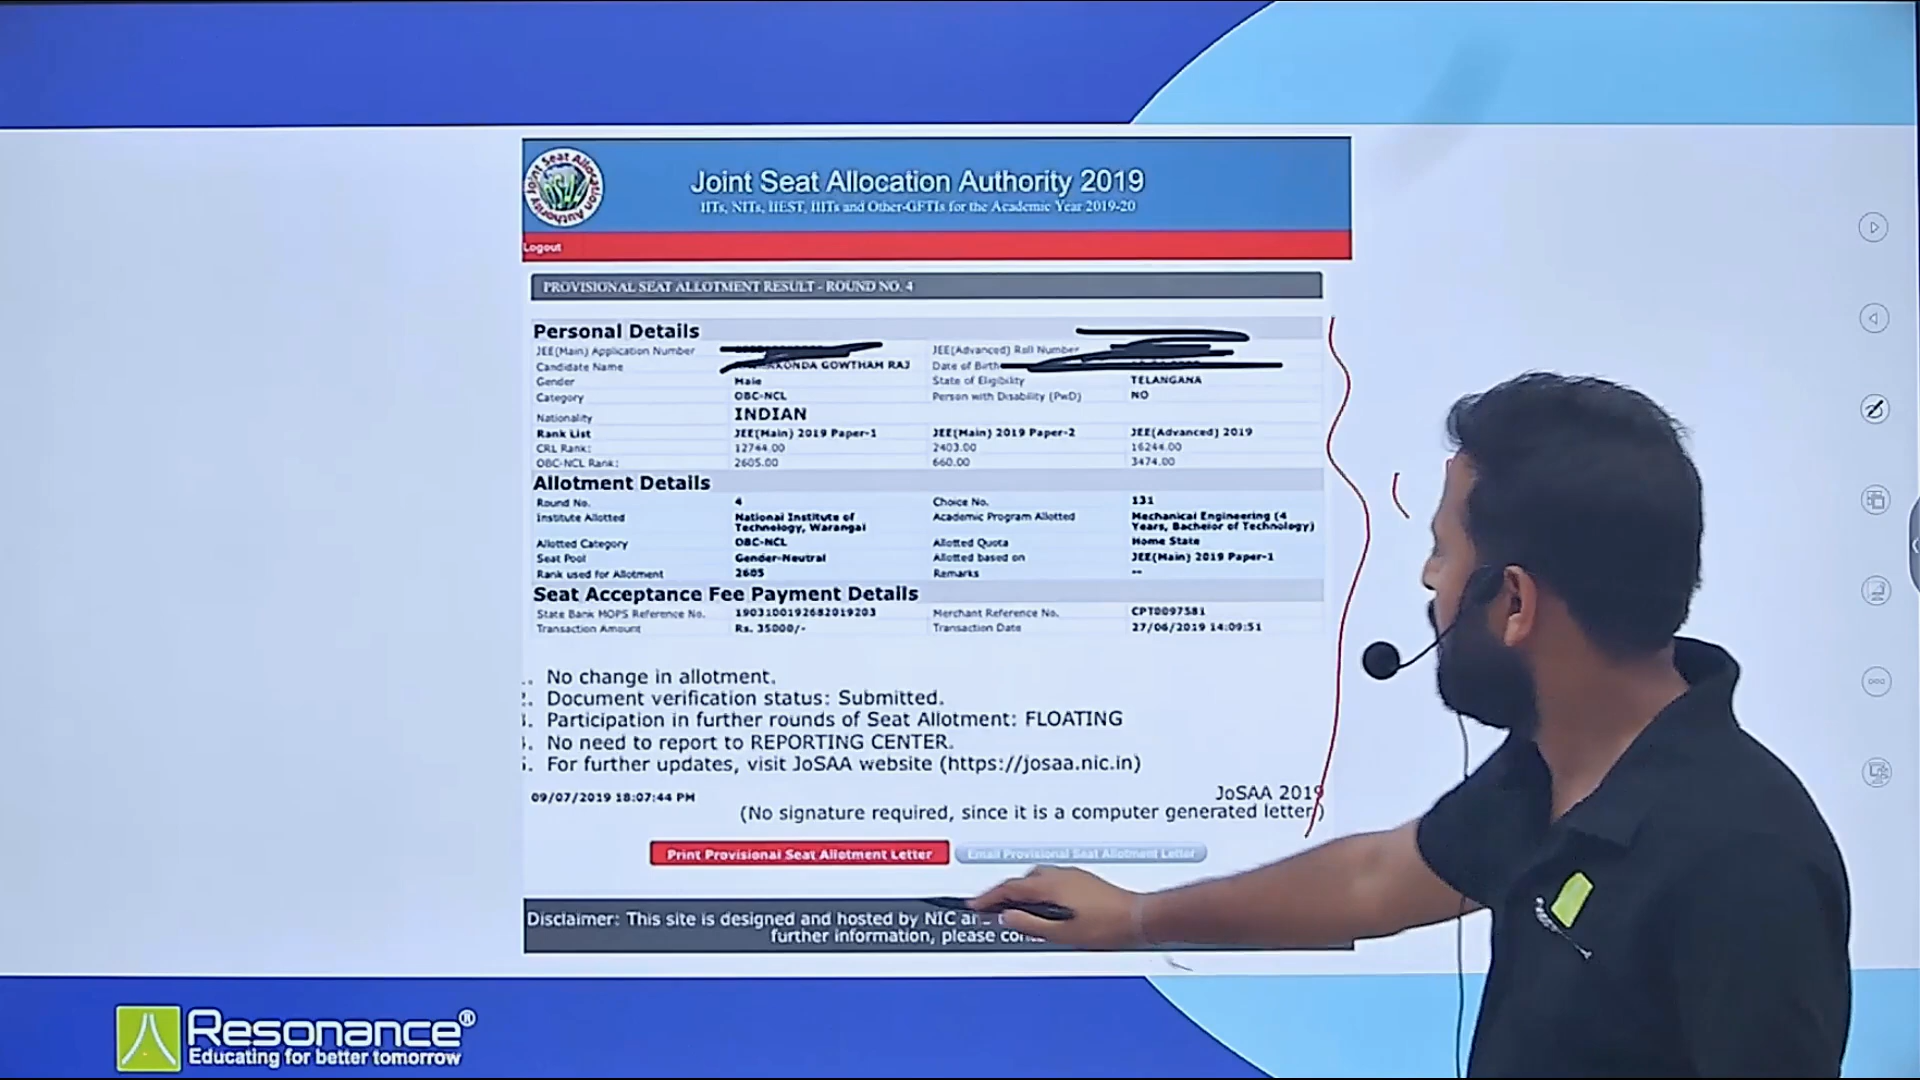 Joint Seat Allocation Authority 2019
IITs, NITs, IIEST, IIITs and Other-GFTIs for the Academic Year 2019-20
Joint Seat Allocation Authority
Logout
PROVISIONAL SEAT ALLOTMENT RESULT - ROUND NO. 4
Personal Details
JEE(Main) Application Number JEE(Advanced) Roll Number
Candidate Name GOWTHAM RAJ Date of Birth
Gender Male State of Eligibility TELANGANA
Category OBC-NCL Person with Disability (PwD) NO
Nationality INDIAN
Rank List JEE(Main) 2019 Paper-1 JEE(Main) 2019 Paper-2 JEE(Advanced) 2019
CRL Rank: 12744.00 2403.00 16244.00
OBC-NCL Rank: 2605.00 660.00 3474.00
Allotment Details
Round No. 4 Choice No. 131
Institute Allotted National Institute of Academic Program Allotted Mechanical Engineering (4
Technology, Warangal Years, Bachelor of Technology)
Allotted Category OBC-NCL Allotted Quota Home State
Seat Pool Gender-Neutral Allotted based on JEE(Main) 2019 Paper-1
Rank used for Allotment 2605 Remarks --
Seat Acceptance Fee Payment Details
State Bank MOPS Reference No. 1903100192682019203 Merchant Reference No. CPT0097581
Transaction Amount Rs. 35000/- Transaction Date 27/06/2019 14:09:51
No change in allotment.
Document verification status: Submitted.
Participation in further rounds of Seat Allotment: FLOATING
No need to report to REPORTING CENTER.
For further updates, visit JoSAA website (https://josaa.nic.in)
09/07/2019 18:07:44 PM JoSAA 2019
(No signature required, since it is a computer generated letter)
Print Provisional Seat Allotment Letter Email Provisional Seat Allotment Letter
Disclaimer: This site is designed and hosted by NIC
further information, please
Resonance®
Educating for better tomorrow